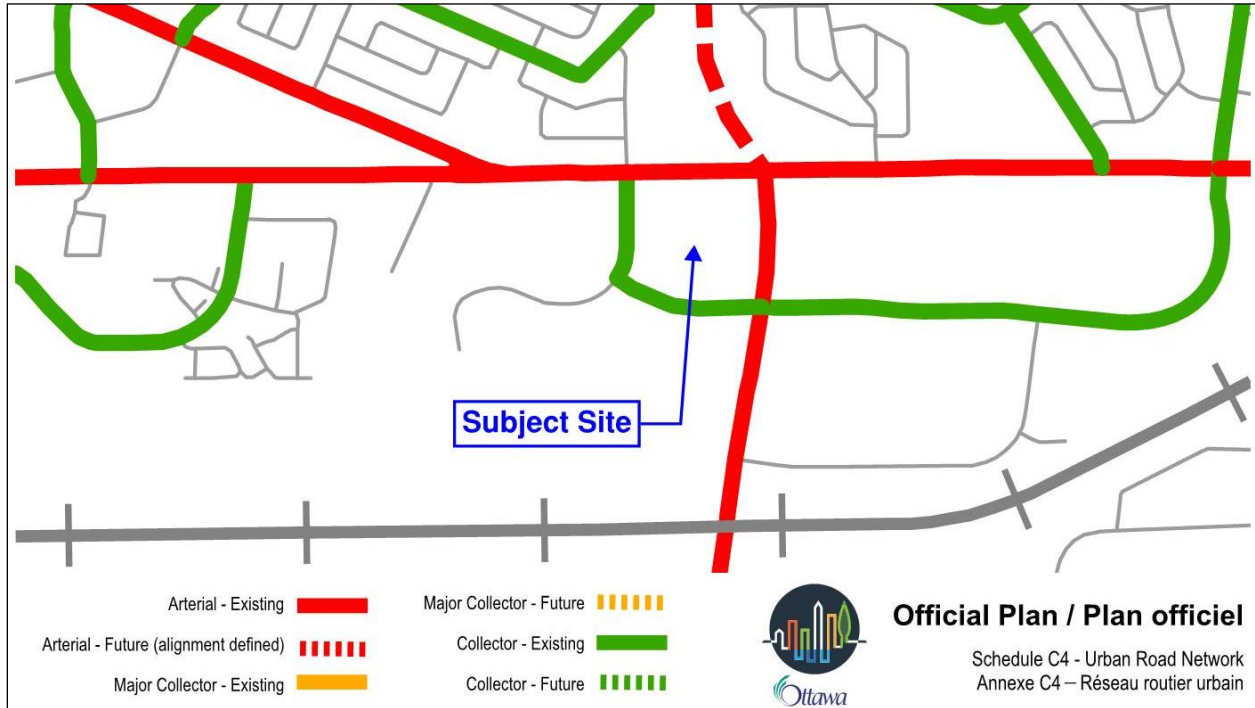 Subject Site
Arterial - Existing
Arterial - Future (alignment defined)
Major Collector - Existing
Major Collector - Future
Collector - Existing
Collector - Future
Ottawa
Official Plan / Plan officiel
Schedule C4 - Urban Road Network
Annexe C4 – Réseau routier urbain